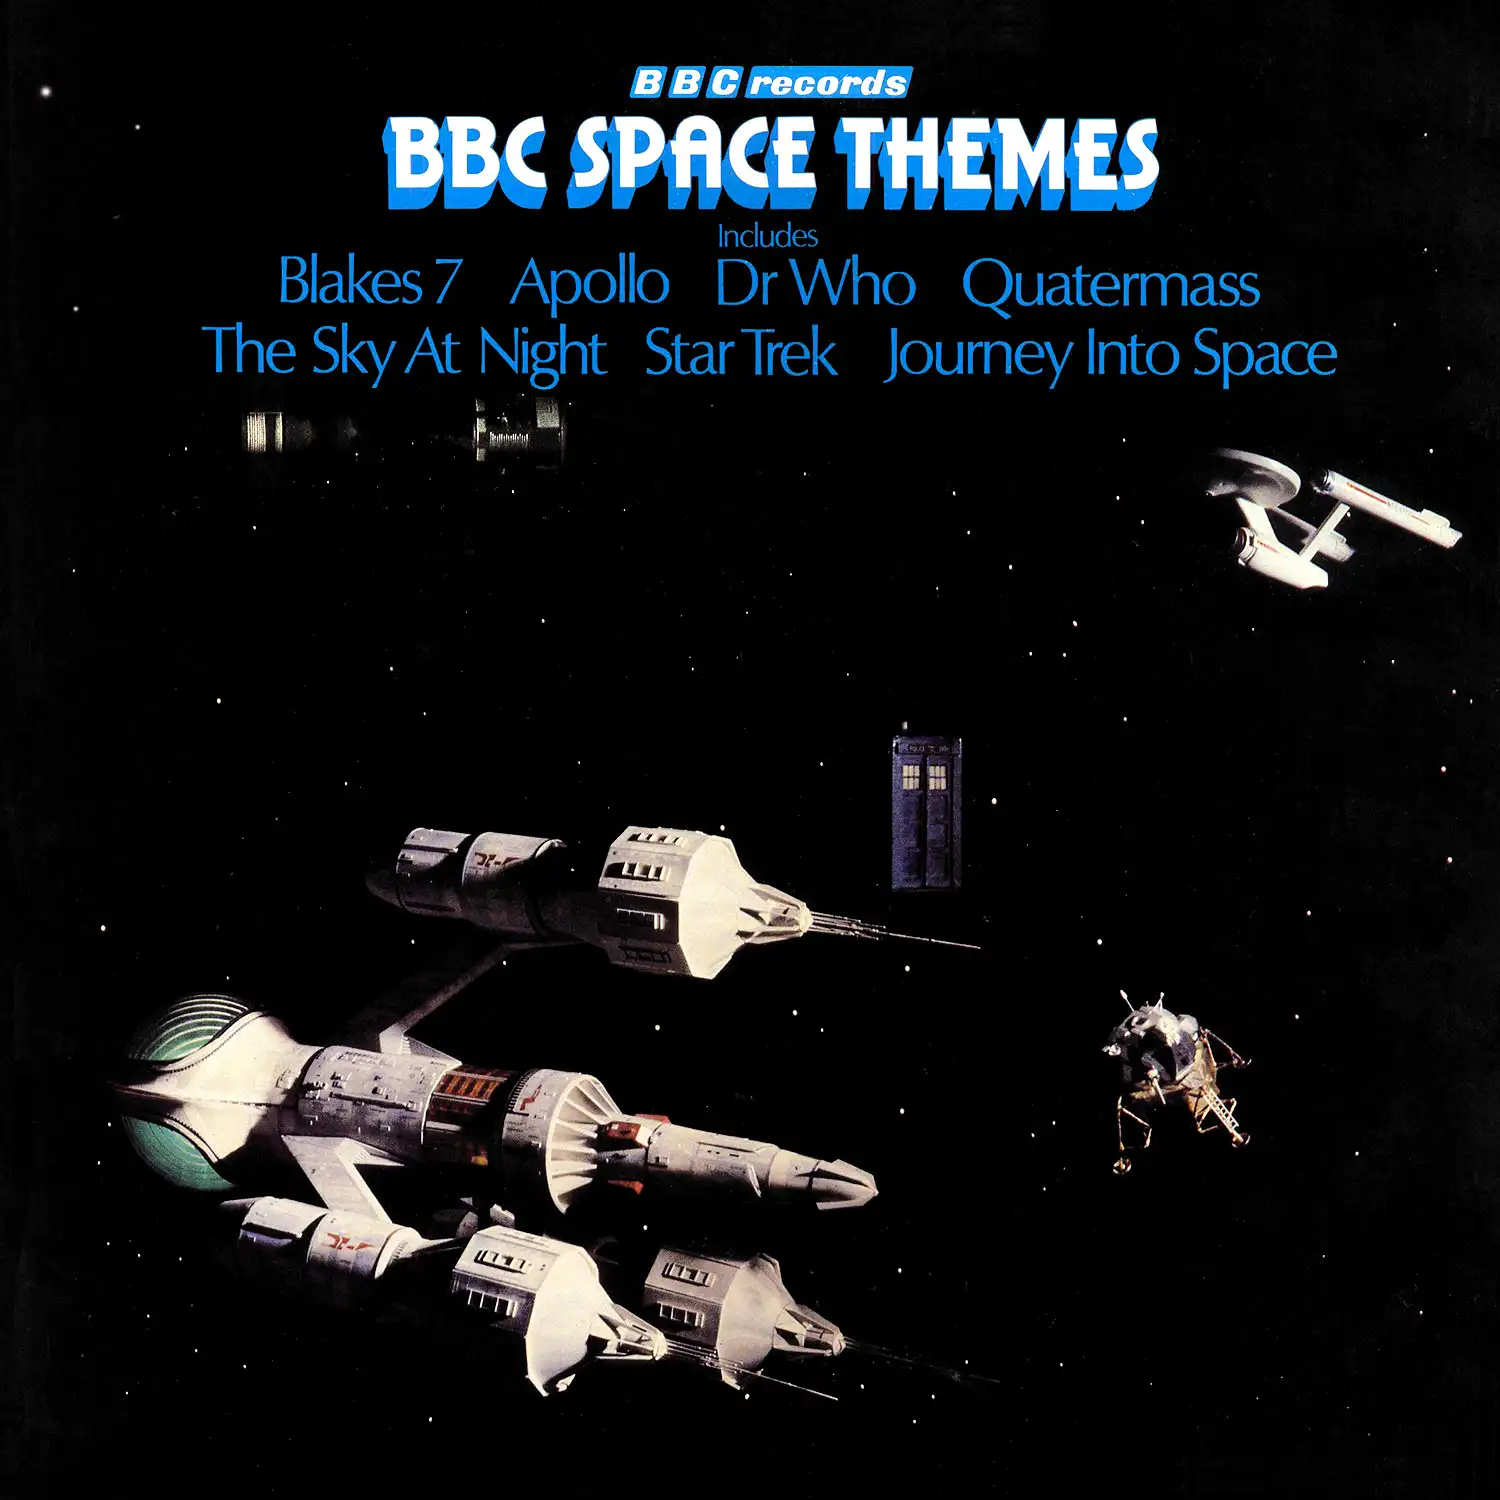 BBC records
BBC SPACE THEMES
Includes
Blakes 7 Apollo Dr Who Quatermass
The Sky At Night Star Trek Journey Into Space